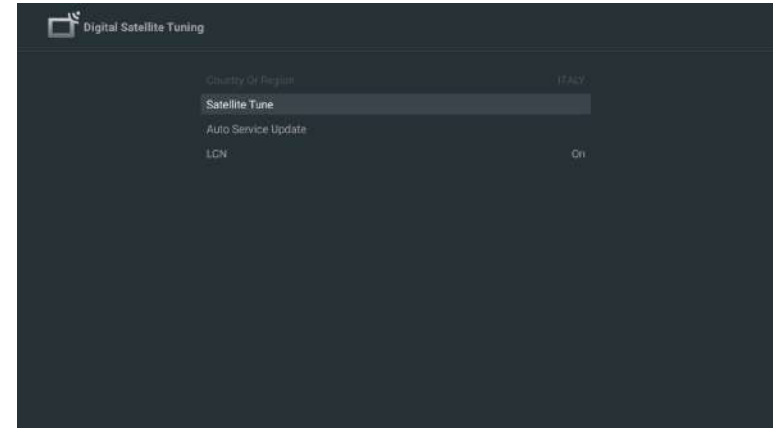 Digital Satellite Tuning
Country Or Region ITALY
Satellite Tune
Auto Service Update
LCN On